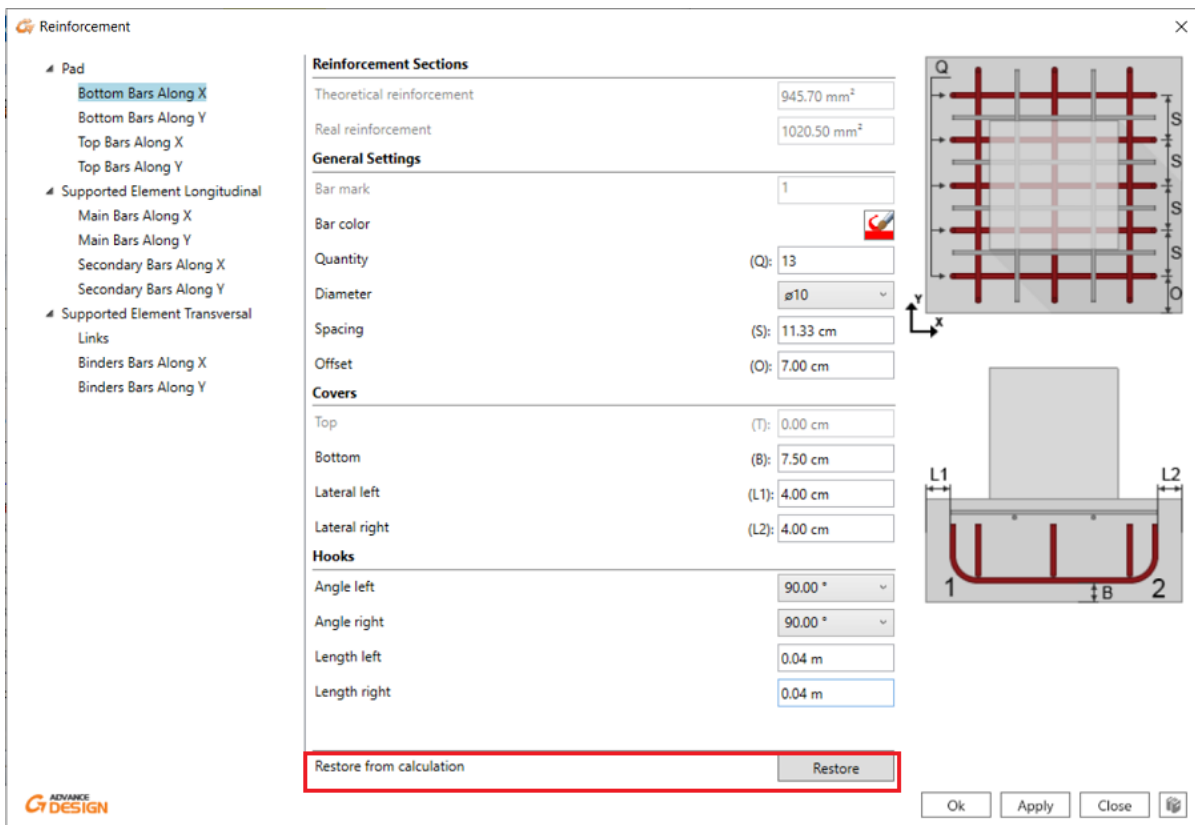 Reinforcement
Pad
Bottom Bars Along X
Bottom Bars Along Y
Top Bars Along X
Top Bars Along Y
Supported Element Longitudinal
Main Bars Along X
Main Bars Along Y
Secondary Bars Along X
Secondary Bars Along Y
Supported Element Transversal
Links
Binders Bars Along X
Binders Bars Along Y
Reinforcement Sections
Theoretical reinforcement 945.70 mm²
Real reinforcement 1020.50 mm²
General Settings
Bar mark 1
Bar color
Quantity (Q): 13
Diameter ø10
Spacing (S): 11.33 cm
Offset (O): 7.00 cm
Covers
Top (T): 0.00 cm
Bottom (B): 7.50 cm
Lateral left (L1): 4.00 cm
Lateral right (L2): 4.00 cm
Hooks
Angle left 90.00 °
Angle right 90.00 °
Length left 0.04 m
Length right 0.04 m
Restore from calculation Restore
Q
S
S
S
S
O
Y
X
L1 L2
1 B 2
ADVANCE
DESIGN
Ok Apply Close